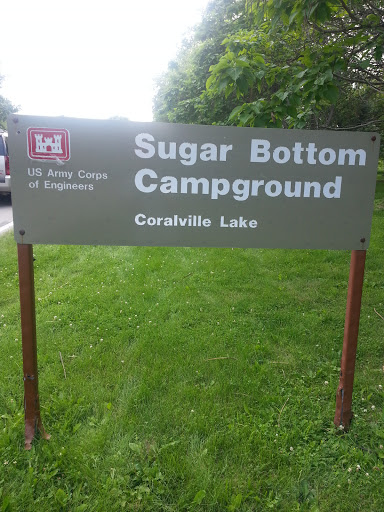 US Army Corps
of Engineers
Sugar Bottom
Campground
Coralville Lake